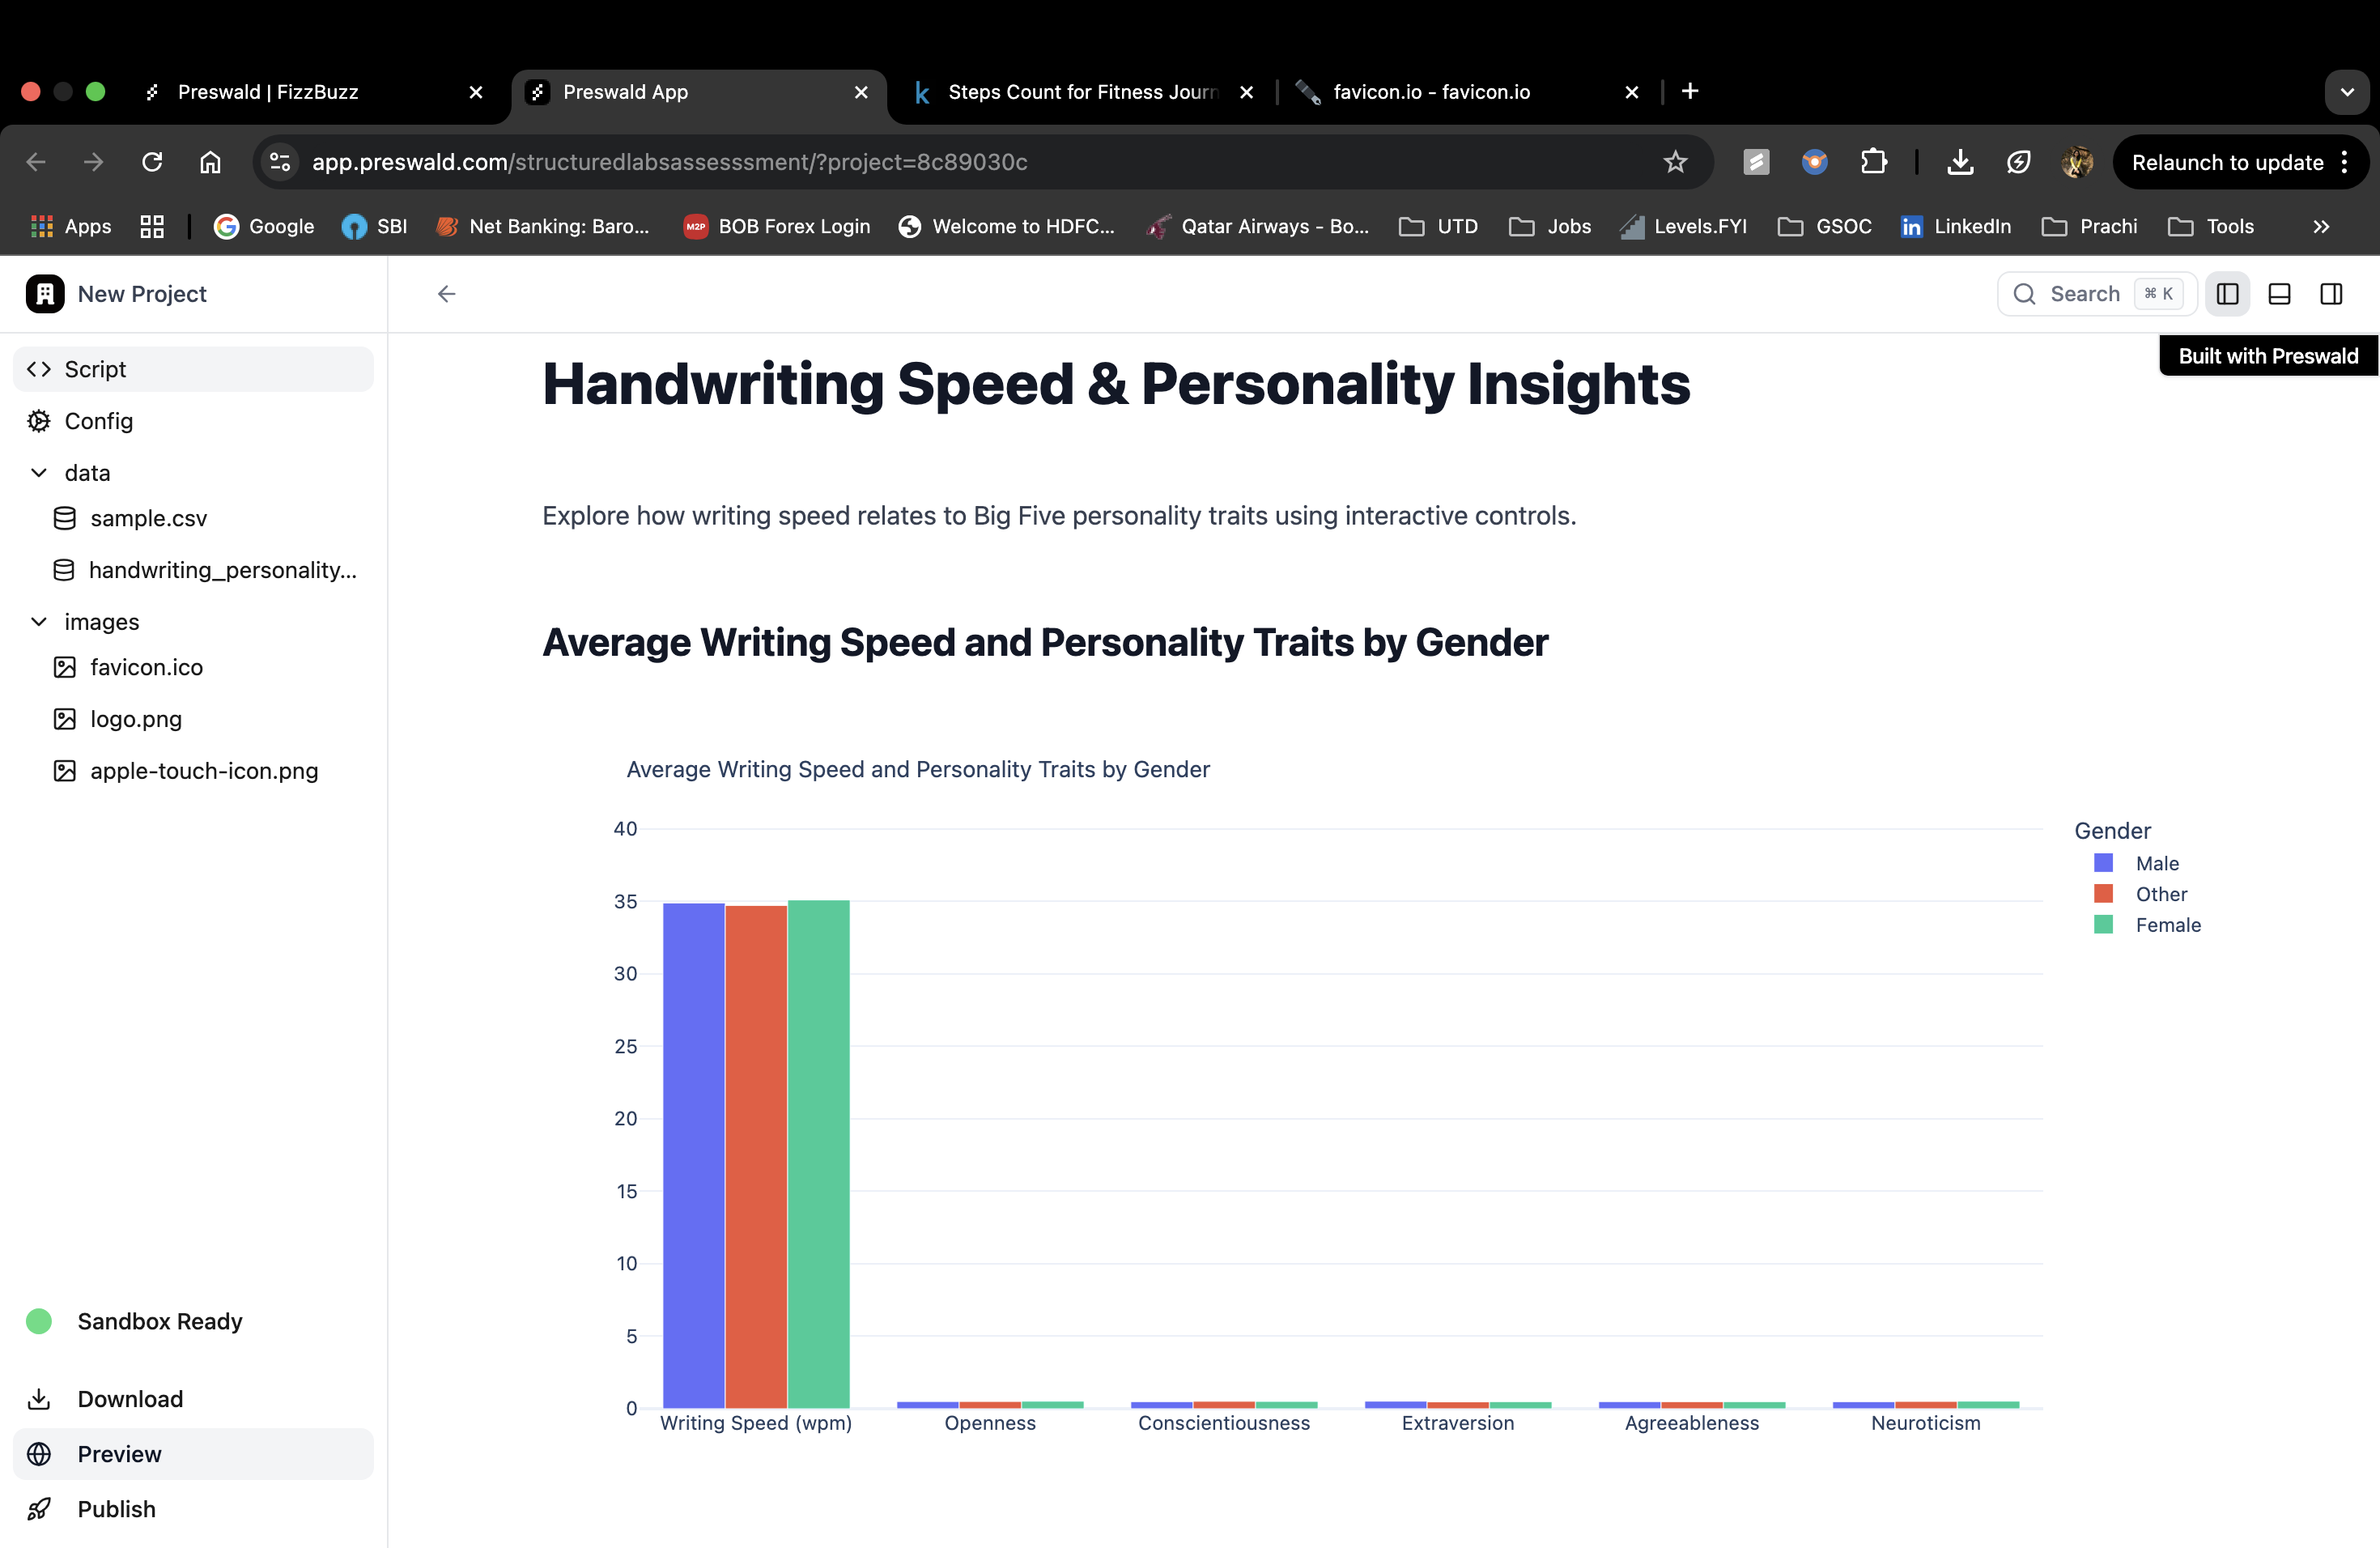 Preswald | FizzBuzz
Preswald App
Steps Count for Fitness Journ
favicon.io - favicon.io
app.preswald.com/structuredlabsassesssment/?project=8c89030c
Relaunch to update
Apps
Google
SBI
Net Banking: Baro...
M2P
BOB Forex Login
Welcome to HDFC...
Qatar Airways - Bo...
UTD
Jobs
Levels.FYI
GSOC
LinkedIn
Prachi
Tools
New Project
Search ⌘ K
Script
Config
data
sample.csv
handwriting_personality...
images
favicon.ico
logo.png
apple-touch-icon.png
Sandbox Ready
Download
Preview
Publish
Built with Preswald
Handwriting Speed & Personality Insights
Explore how writing speed relates to Big Five personality traits using interactive controls.
Average Writing Speed and Personality Traits by Gender
Average Writing Speed and Personality Traits by Gender
40
35
30
25
20
15
10
5
0
Writing Speed (wpm)
Openness
Conscientiousness
Extraversion
Agreeableness
Neuroticism
Gender
Male
Other
Female